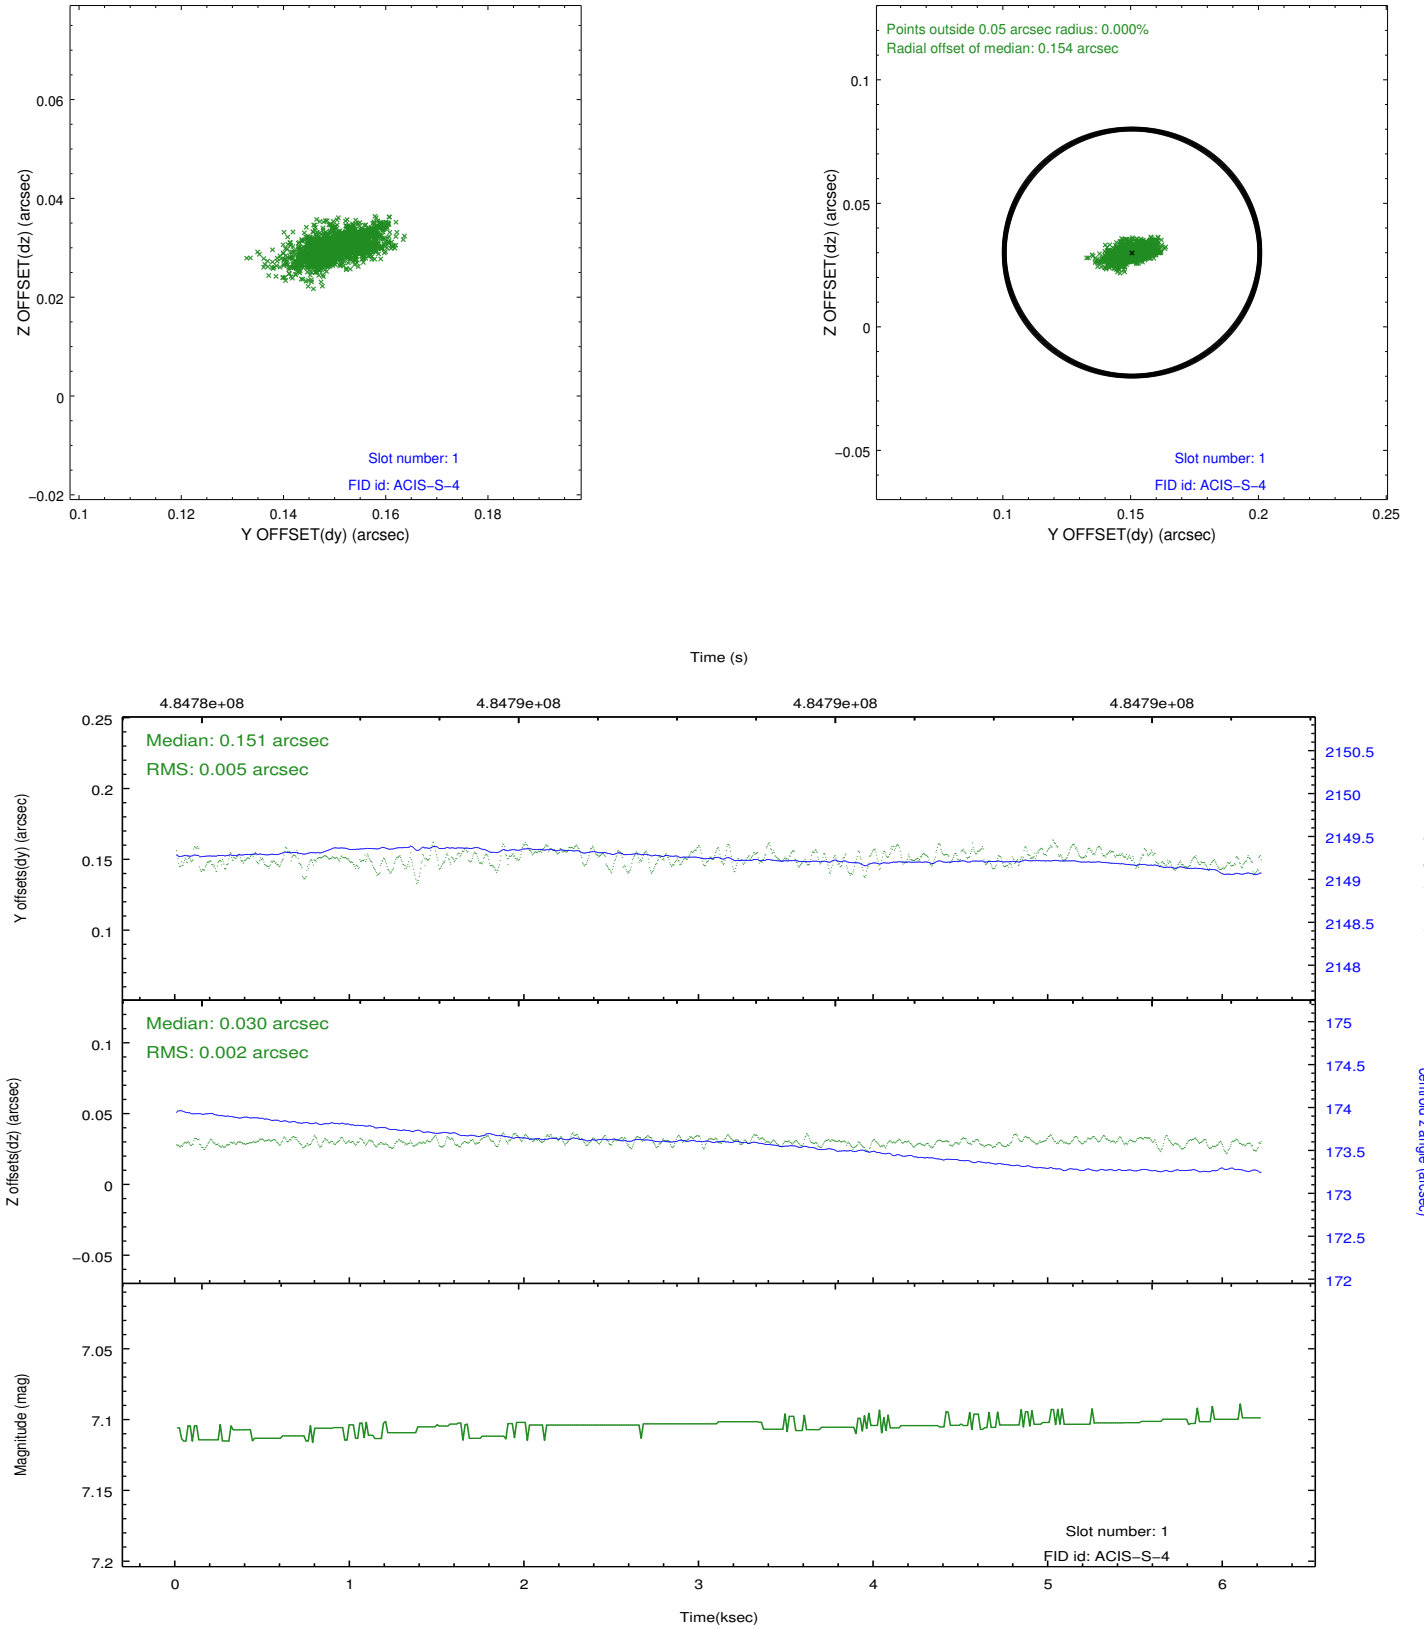 0.06
0.04
0.02
0
−0.02
Z OFFSET(dz) (arcsec)
0.1
0.12
0.14
0.16
0.18
Y OFFSET(dy) (arcsec)
Slot number: 1
FID id: ACIS−S−4
Points outside 0.05 arcsec radius: 0.000%
Radial offset of median: 0.154 arcsec
0.1
0.05
0
−0.05
Z OFFSET(dz) (arcsec)
0.1
0.15
0.2
0.25
Y OFFSET(dy) (arcsec)
Slot number: 1
FID id: ACIS−S−4
Time (s)
4.8478e+08
4.8479e+08
4.8479e+08
4.8479e+08
Median: 0.151 arcsec
RMS: 0.005 arcsec
0.25
0.2
0.15
0.1
Y offsets(dy) (arcsec)
2150.5
2150
2149.5
2149
2148.5
2148
Median: 0.030 arcsec
RMS: 0.002 arcsec
0.1
0.05
0
−0.05
Z offsets(dz) (arcsec)
175
174.5
174
173.5
173
172.5
172
centroid z angle (arcsec)
7.05
7.1
7.15
7.2
Magnitude (mag)
Slot number: 1
FID id: ACIS−S−4
0
1
2
3
4
5
6
Time(ksec)